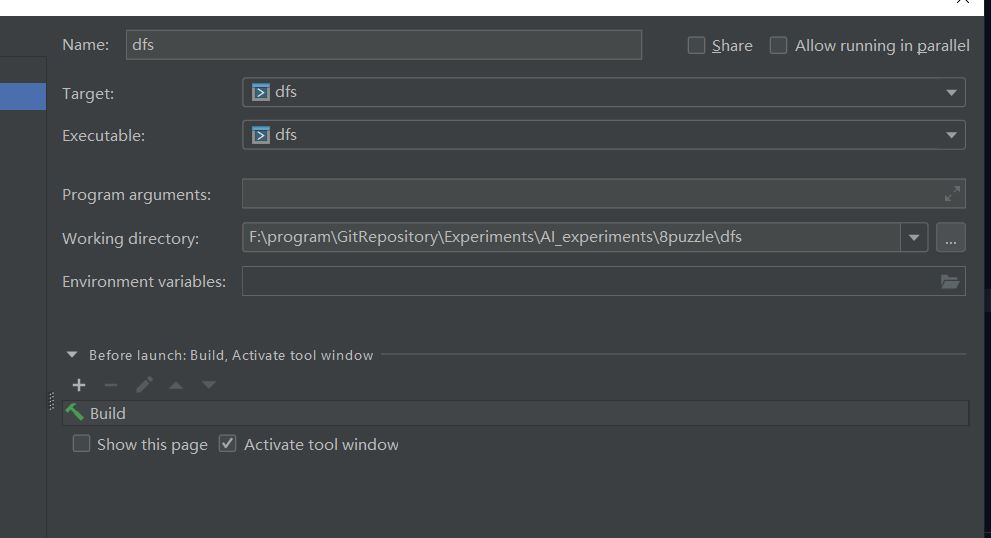 Name: dfs Share Allow running in parallel
Target: dfs
Executable: dfs
Program arguments:
Working directory: F:\program\GitRepository\Experiments\AI_experiments\8puzzle\dfs ...
Environment variables:
Before launch: Build, Activate tool window
Build
Show this page Activate tool window